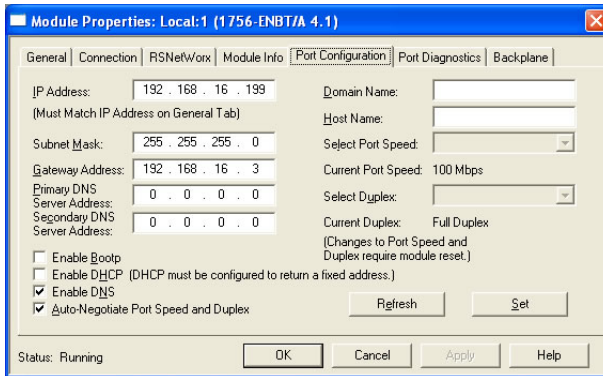 Module Properties: Local:1 (1756-ENBT/A 4.1)
General Connection RSNetWorx Module Info Port Configuration Port Diagnostics Backplane
IP Address: 192 . 168 . 16 . 199
(Must Match IP Address on General Tab)
Subnet Mask: 255 . 255 . 255 . 0
Gateway Address: 192 . 168 . 16 . 3
Primary DNS
Server Address: 0 . 0 . 0 . 0
Secondary DNS
Server Address: 0 . 0 . 0 . 0
Enable Bootp
Enable DHCP (DHCP must be configured to return a fixed address.)
Enable DNS
Auto-Negotiate Port Speed and Duplex
Domain Name:
Host Name:
Select Port Speed:
Current Port Speed: 100 Mbps
Select Duplex:
Current Duplex: Full Duplex
(Changes to Port Speed and
Duplex require module reset.)
Refresh Set
Status: Running
OK Cancel Apply Help